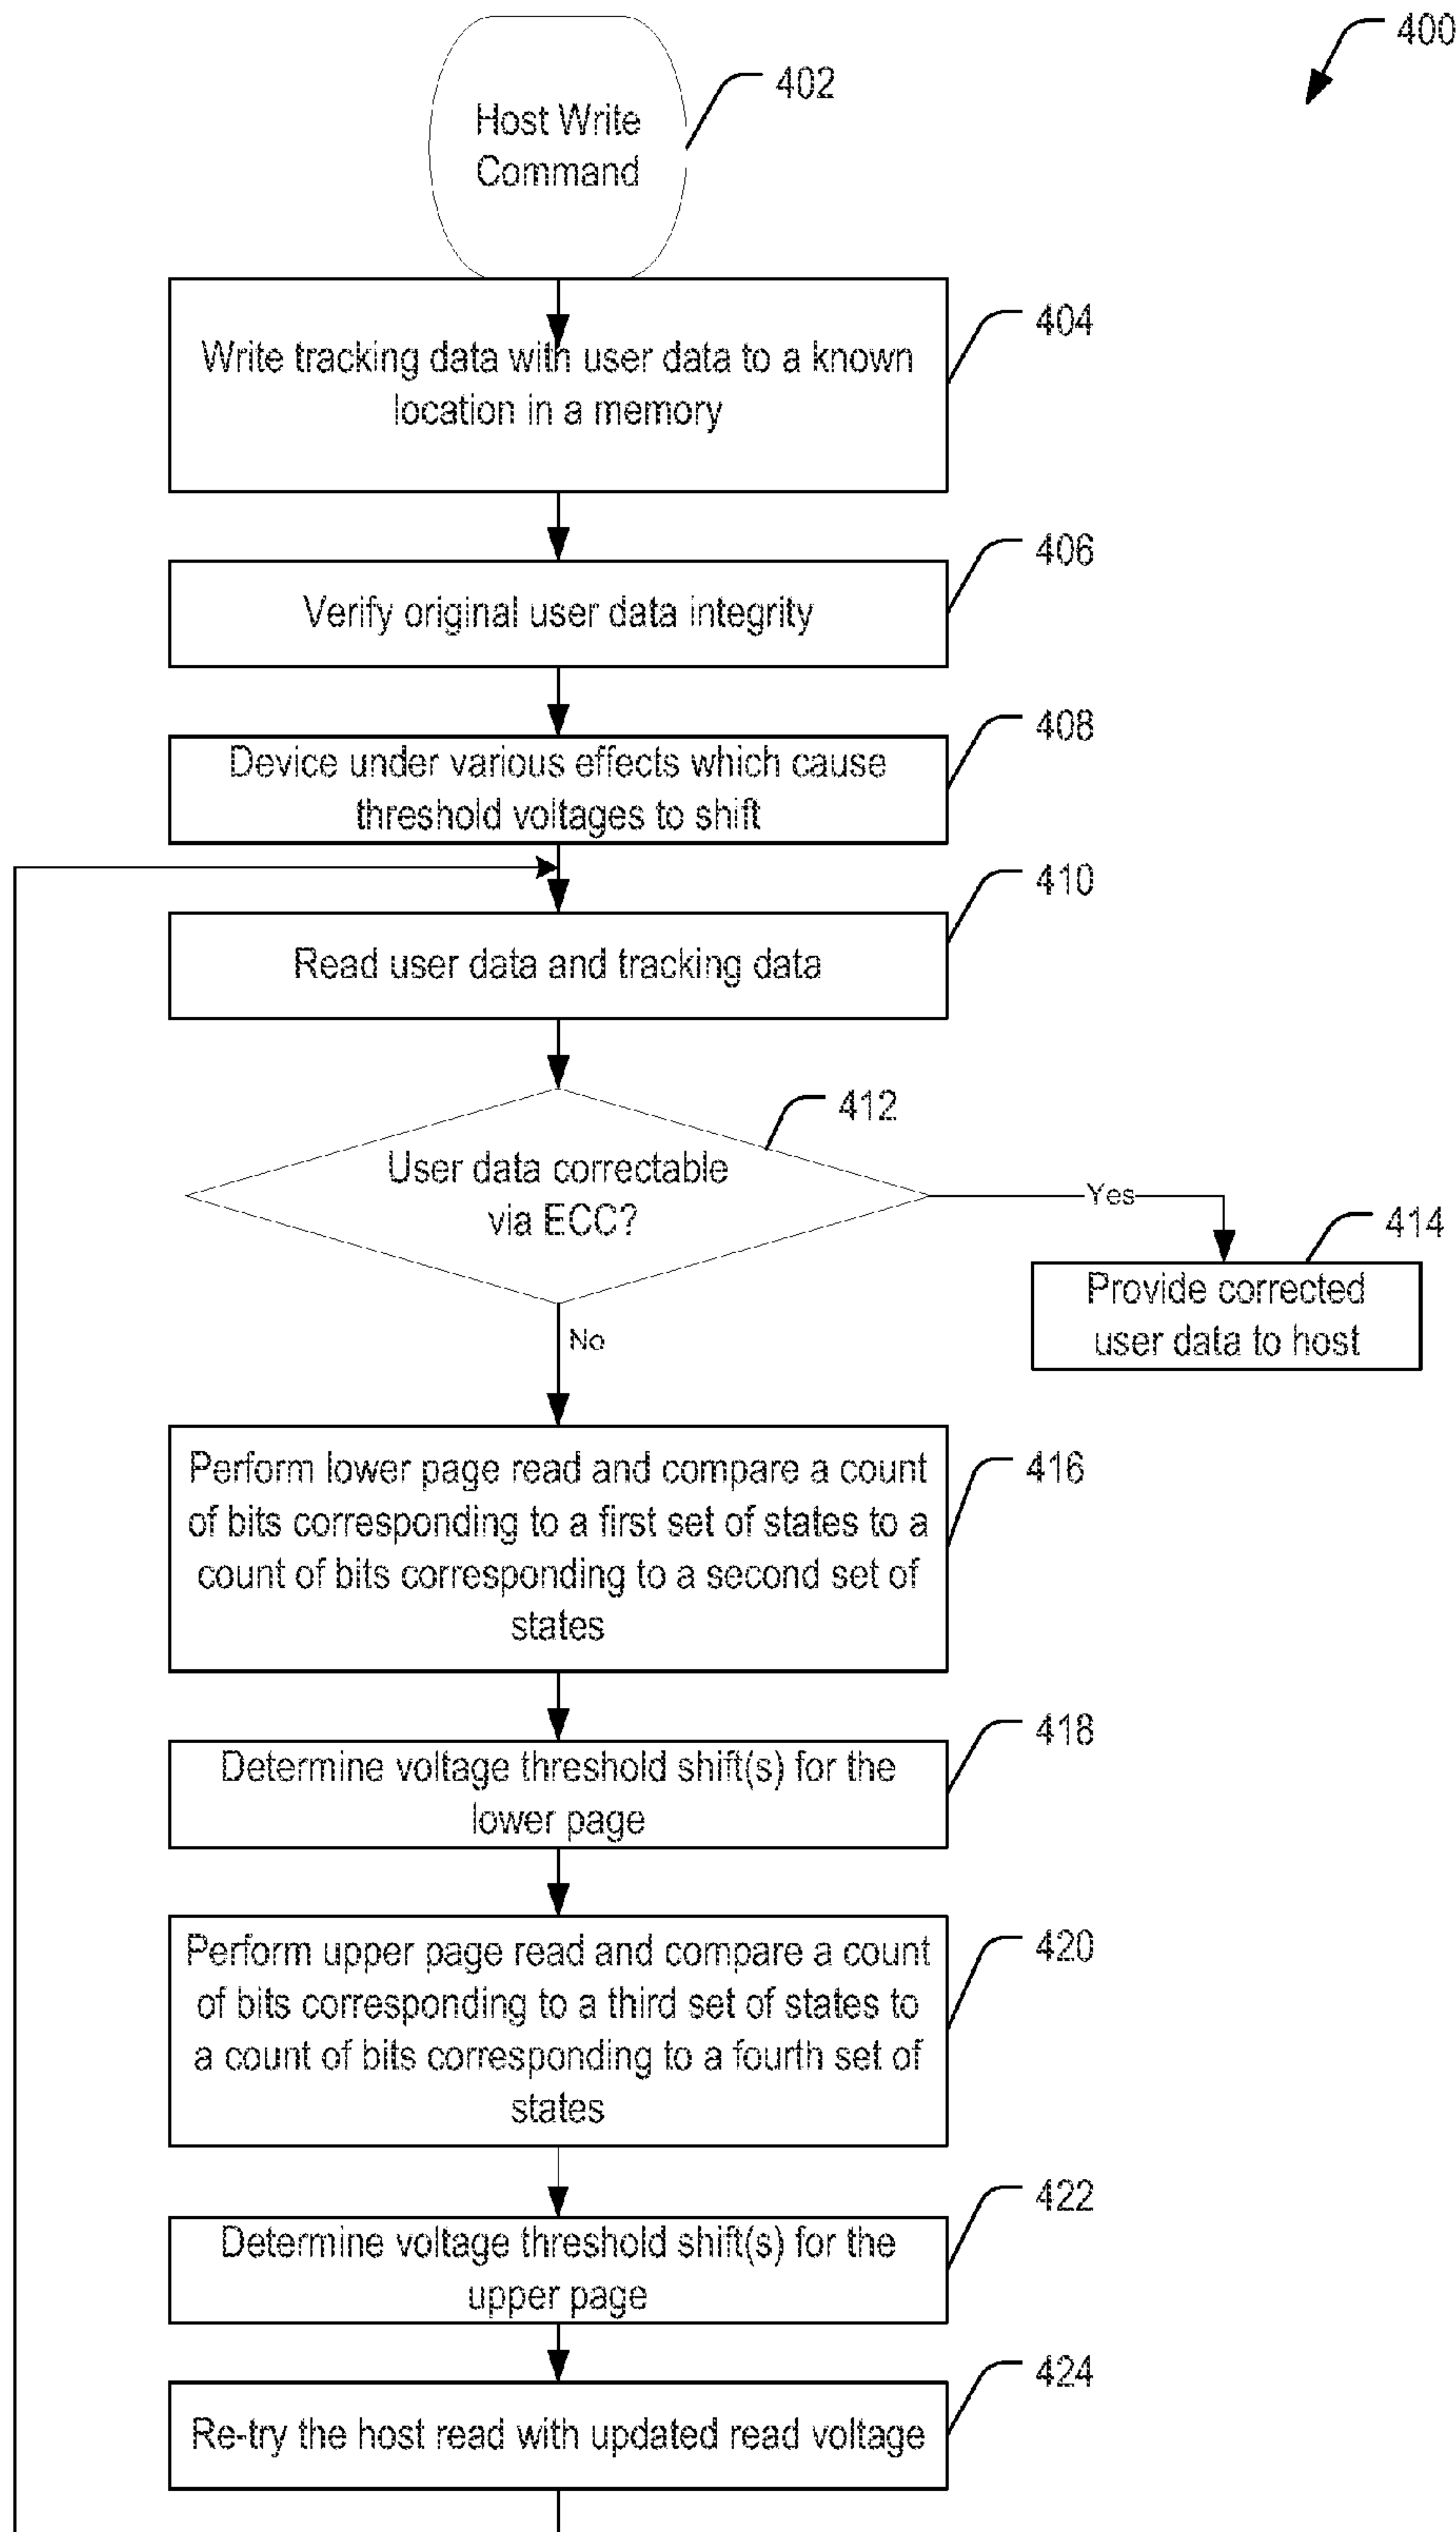 400
402
Host Write
Command
404
Write tracking data with user data to a known
location in a memory
406
Verify original user data integrity
408
Device under various effects which cause
threshold voltages to shift
410
Read user data and tracking data
412
User data correctable
via ECC?
Yes
414
Provide corrected
user data to host
No
416
Perform lower page read and compare a count
of bits corresponding to a first set of states to a
count of bits corresponding to a second set of
states
418
Determine voltage threshold shift(s) for the
lower page
420
Perform upper page read and compare a count
of bits corresponding to a third set of states to
a count of bits corresponding to a fourth set of
states
422
Determine voltage threshold shift(s) for the
upper page
424
Re-try the host read with updated read voltage